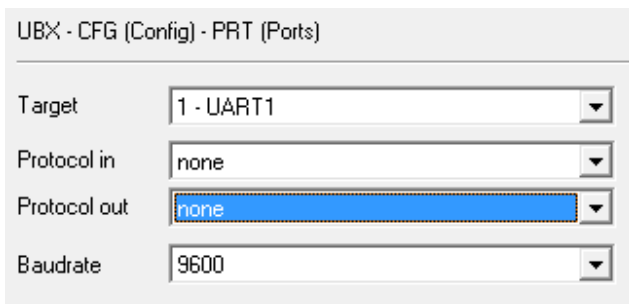 UBX - CFG (Config) - PRT (Ports)
Target 1 - UART1
Protocol in none
Protocol out none
Baudrate 9600